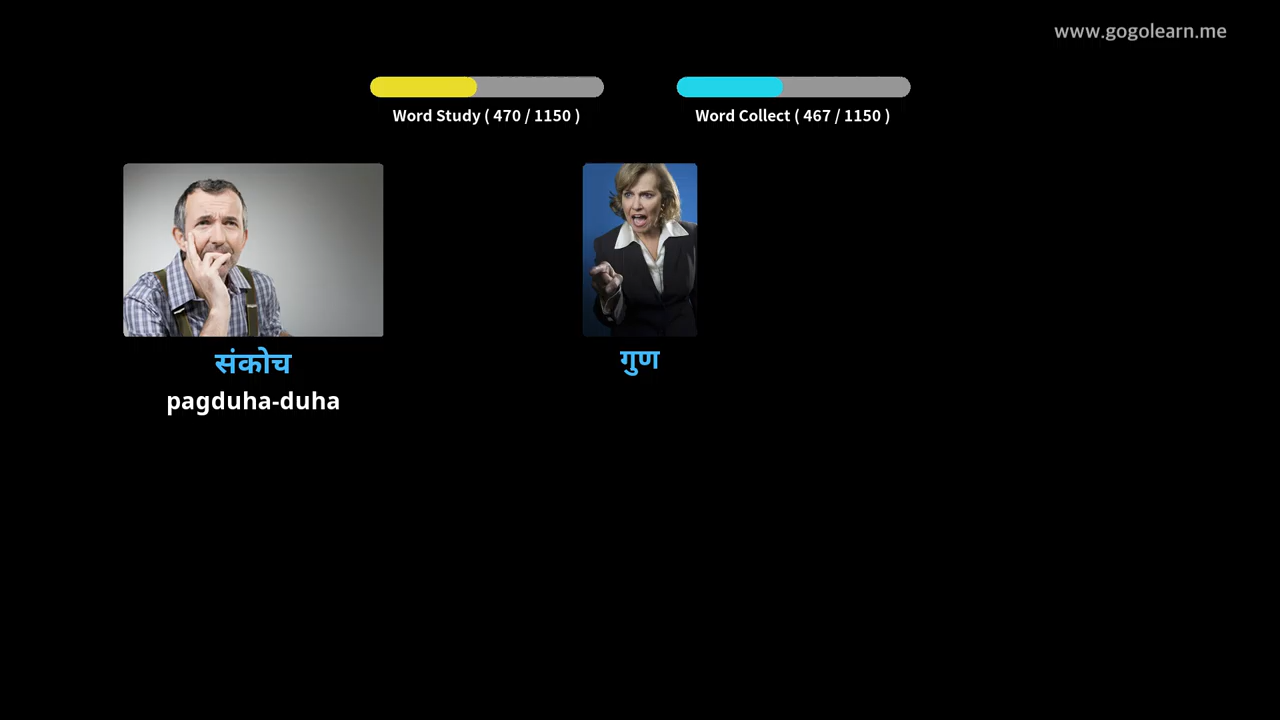 www.gogolearn.me
Word Study ( 470 / 1150 )
Word Collect ( 467 / 1150 )
संकोच
pagduha-duha
गुण